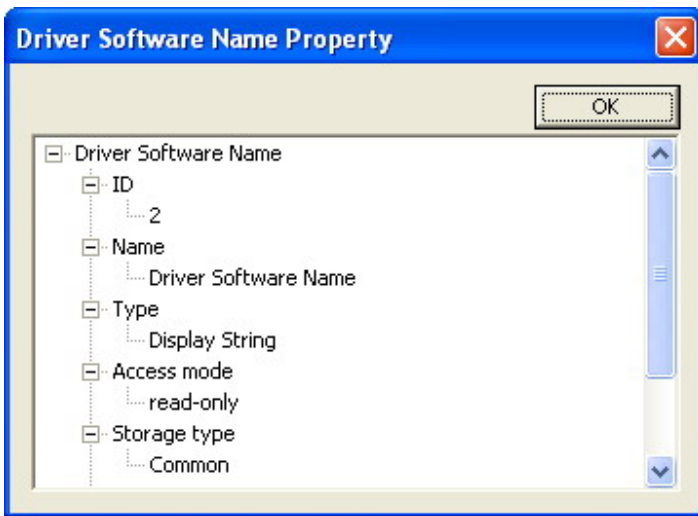 Driver Software Name Property
OK
Driver Software Name
ID
2
Name
Driver Software Name
Type
Display String
Access mode
read-only
Storage type
Common